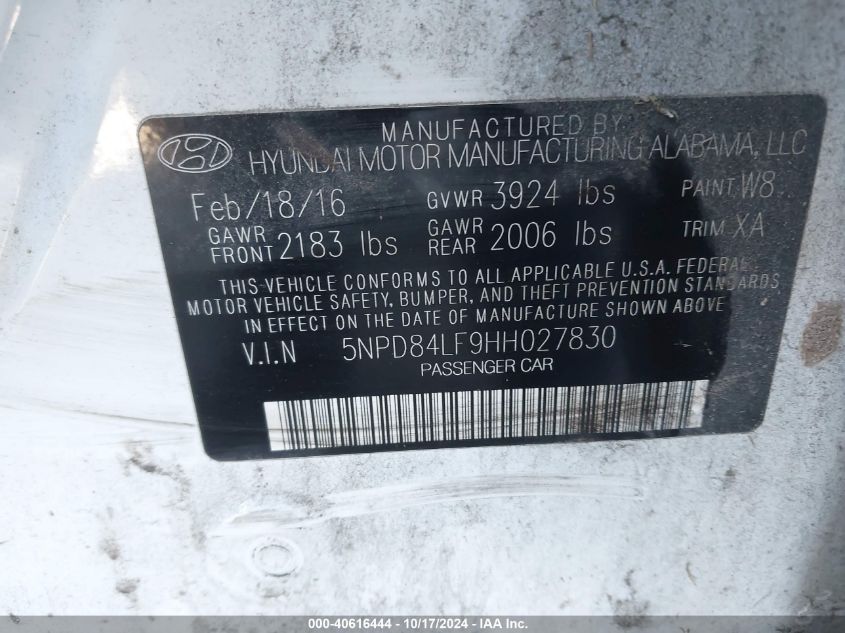 MANUFACTURED BY
HYUNDAI MOTOR MANUFACTURING ALABAMA, LLC
Feb/18/16 GVWR 3924 lbs PAINT W8
GAWR FRONT 2183 lbs GAWR REAR 2006 lbs TRIM XA
THIS VEHICLE CONFORMS TO ALL APPLICABLE U.S.A. FEDERAL
MOTOR VEHICLE SAFETY, BUMPER, AND THEFT PREVENTION STANDARDS
IN EFFECT ON THE DATE OF MANUFACTURE SHOWN ABOVE
V.I.N 5NPD84LF9HH027830
PASSENGER CAR
000-40616444 - 10/17/2024 - IAA Inc.